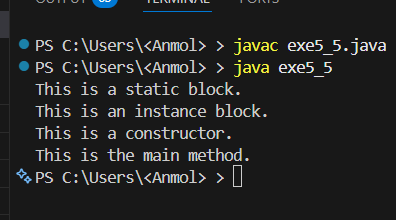 OUTPUT 63 TERMINAL PORTS
PS C:\Users\<Anmol> > javac exe5_5.java
PS C:\Users\<Anmol> > java exe5_5
This is a static block.
This is an instance block.
This is a constructor.
This is the main method.
PS C:\Users\<Anmol> >